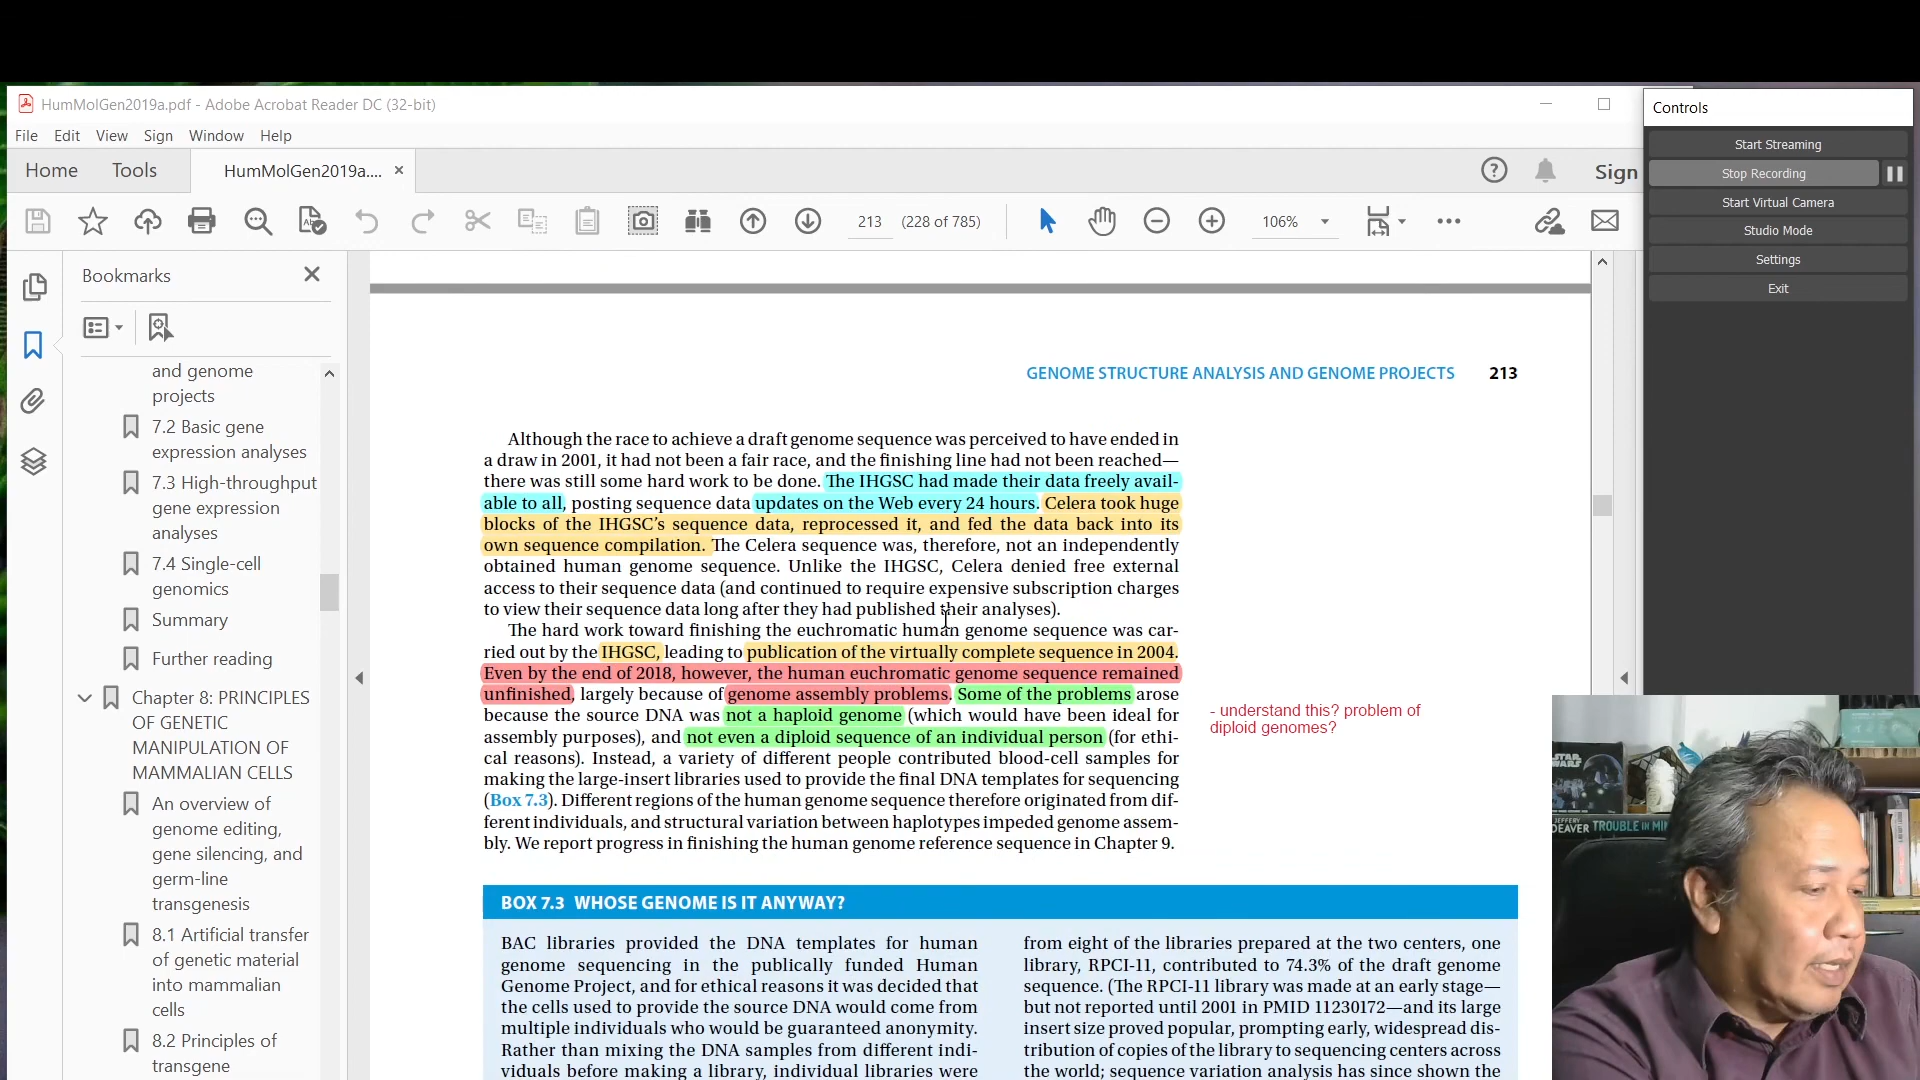 HumMolGen2019a.pdf - Adobe Acrobat Reader DC (32-bit)
File Edit View Sign Window Help
Home Tools HumMolGen2019a....
Sign
213 (228 of 785)
106%
Bookmarks
and genome
projects
7.2 Basic gene
expression analyses
7.3 High-throughput
gene expression
analyses
7.4 Single-cell
genomics
Summary
Further reading
Chapter 8: PRINCIPLES
OF GENETIC
MANIPULATION OF
MAMMALIAN CELLS
An overview of
genome editing,
gene silencing, and
germ-line
transgenesis
8.1 Artificial transfer
of genetic material
into mammalian
cells
8.2 Principles of
transgene
GENOME STRUCTURE ANALYSIS AND GENOME PROJECTS 213
Although the race to achieve a draft genome sequence was perceived to have ended in
a draw in 2001, it had not been a fair race, and the finishing line had not been reached—
there was still some hard work to be done. The IHGSC had made their data freely avail-
able to all, posting sequence data updates on the Web every 24 hours. Celera took huge
blocks of the IHGSC's sequence data, reprocessed it, and fed the data back into its
own sequence compilation. The Celera sequence was, therefore, not an independently
obtained human genome sequence. Unlike the IHGSC, Celera denied free external
access to their sequence data (and continued to require expensive subscription charges
to view their sequence data long after they had published their analyses).
The hard work toward finishing the euchromatic human genome sequence was car-
ried out by the IHGSC, leading to publication of the virtually complete sequence in 2004.
Even by the end of 2018, however, the human euchromatic genome sequence remained
unfinished, largely because of genome assembly problems. Some of the problems arose
because the source DNA was not a haploid genome (which would have been ideal for
assembly purposes), and not even a diploid sequence of an individual person (for ethi-
cal reasons). Instead, a variety of different people contributed blood-cell samples for
making the large-insert libraries used to provide the final DNA templates for sequencing
(Box 7.3). Different regions of the human genome sequence therefore originated from dif-
ferent individuals, and structural variation between haplotypes impeded genome assem-
bly. We report progress in finishing the human genome reference sequence in Chapter 9.
- understand this? problem of
diploid genomes?
BOX 7.3 WHOSE GENOME IS IT ANYWAY?
BAC libraries provided the DNA templates for human
genome sequencing in the publically funded Human
Genome Project, and for ethical reasons it was decided that
the cells used to provide the source DNA would come from
multiple individuals who would be guaranteed anonymity.
Rather than mixing the DNA samples from different indi-
viduals before making a library, individual libraries were
from eight of the libraries prepared at the two centers, one
library, RPCI-11, contributed to 74.3% of the draft genome
sequence. (The RPCI-11 library was made at an early stage—
but not reported until 2001 in PMID 11230172—and its large
insert size proved popular, prompting early, widespread dis-
tribution of copies of the library to sequencing centers across
the world; sequence variation analysis has since shown the
Controls
Start Streaming
Stop Recording
Start Virtual Camera
Studio Mode
Settings
Exit
STAR
WARS
JEFFERY
DEAVER TROUBLE IN MI